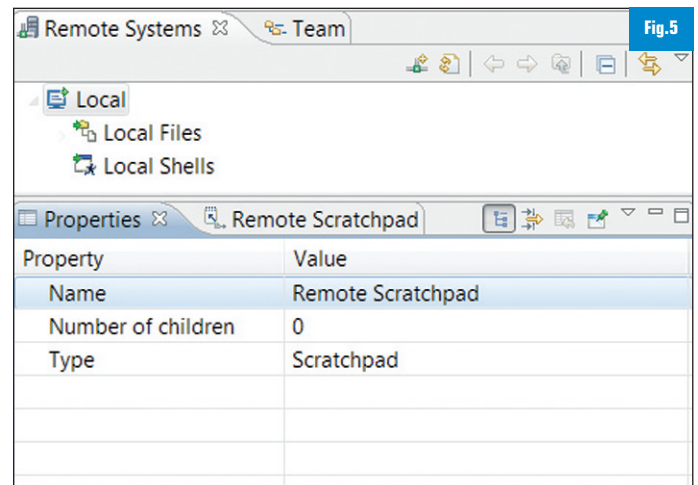 Remote Systems Team
Fig.5
Local
Local Files
Local Shells
Properties Remote Scratchpad
Property Value
Name Remote Scratchpad
Number of children 0
Type Scratchpad